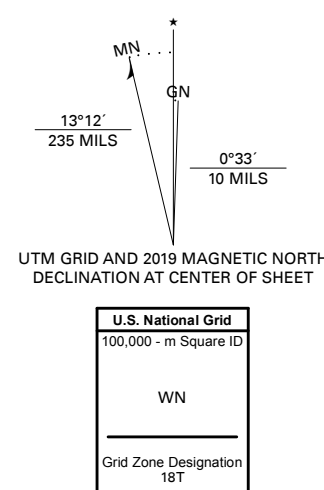 ★
MN
GN
13°12´
235 MILS
0°33´
10 MILS
UTM GRID AND 2019 MAGNETIC NORTH
DECLINATION AT CENTER OF SHEET
U.S. National Grid
100,000 - m Square ID
WN
Grid Zone Designation
18T